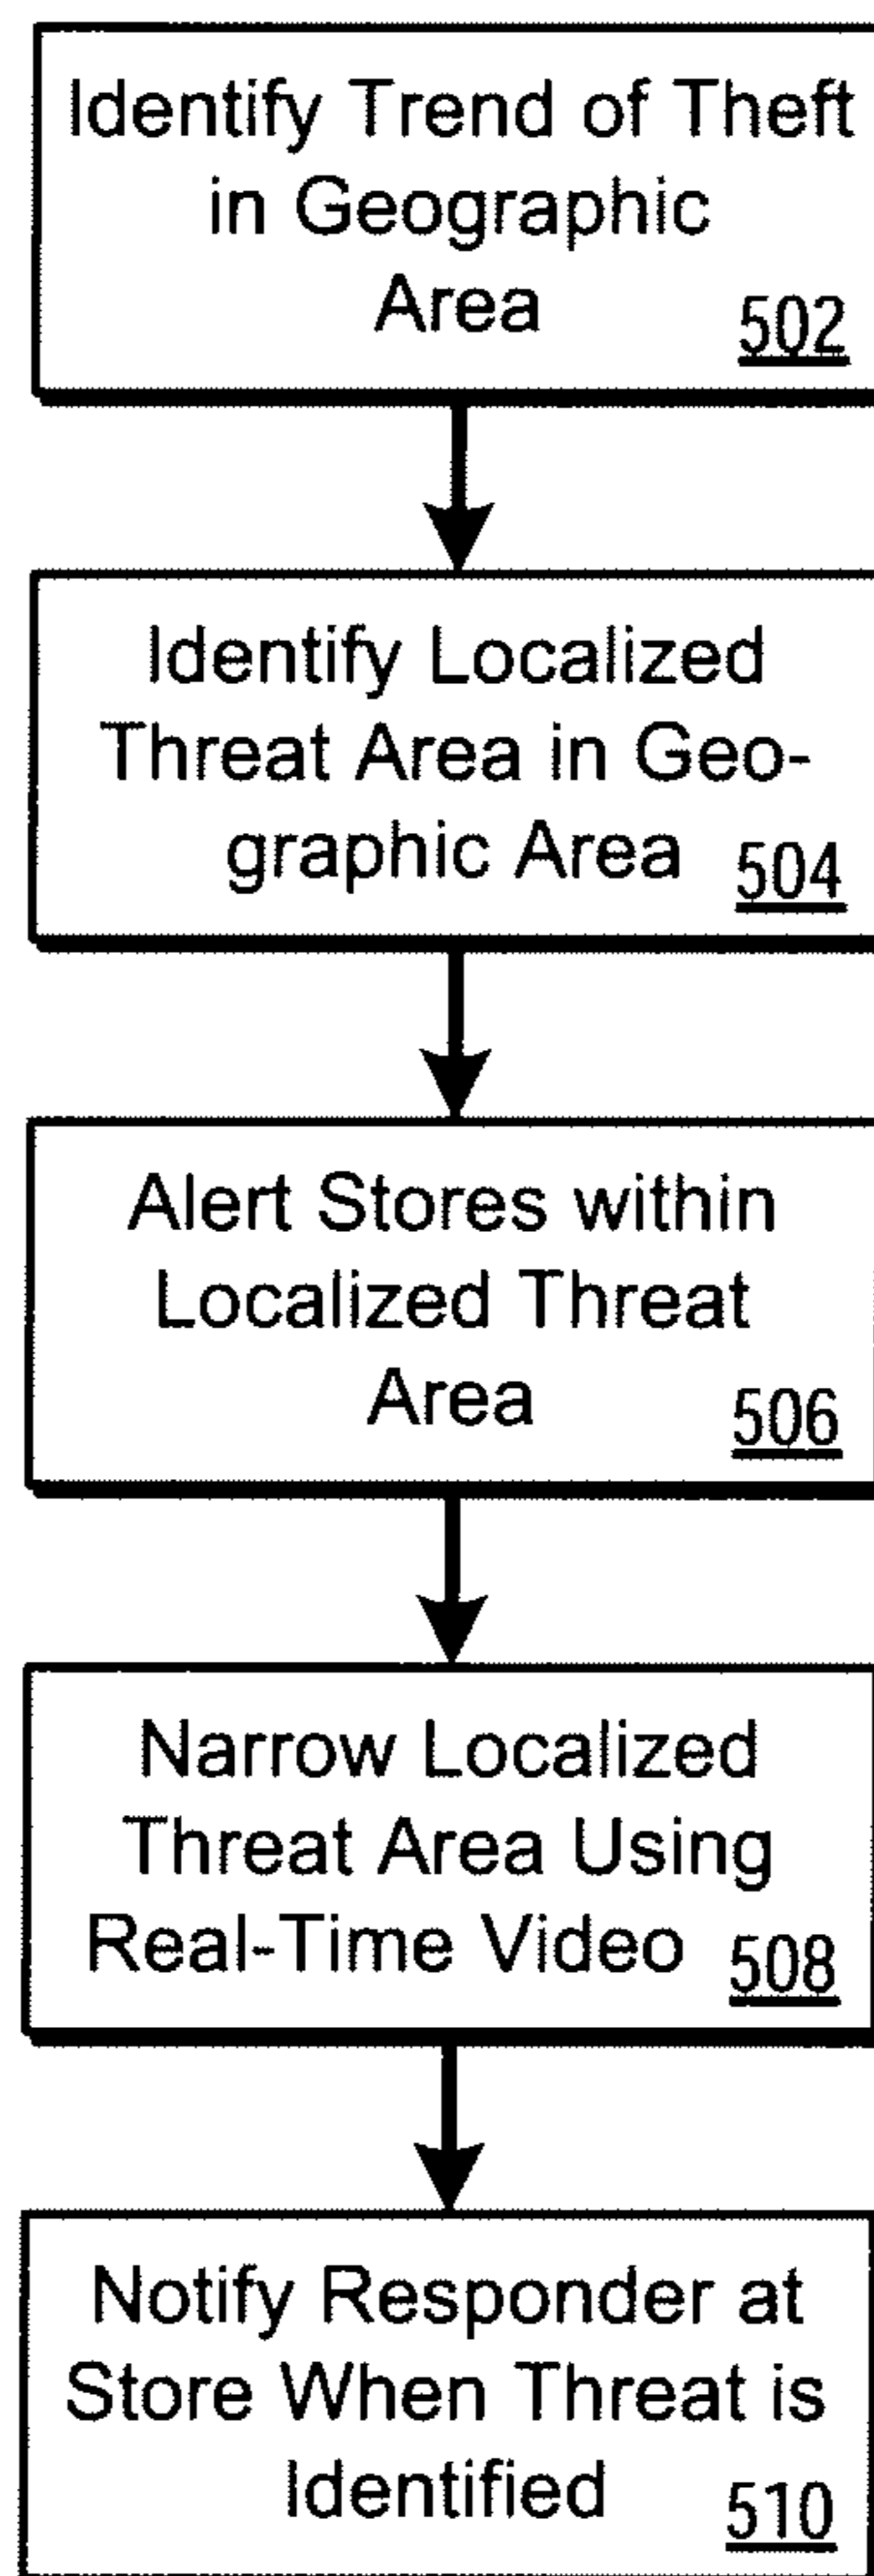 Identify Trend of Theft
in Geographic
Area 502
Identify Localized
Threat Area in Geo-
graphic Area 504
Alert Stores within
Localized Threat
Area 506
Narrow Localized
Threat Area Using
Real-Time Video 508
Notify Responder at
Store When Threat is
Identified 510